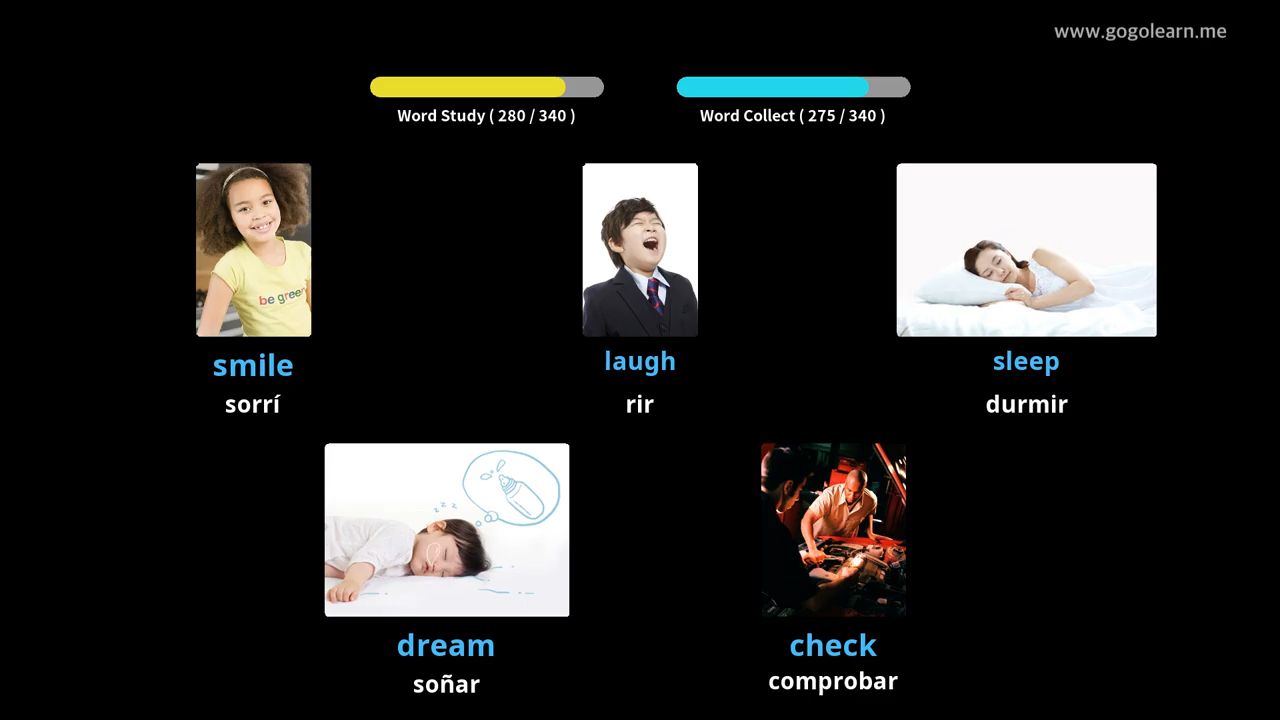 www.gogolearn.me
Word Study ( 280 / 340 )
Word Collect ( 275 / 340 )
be green
smile
laugh
sleep
sorrí
rir
durmir
z z z
dream
check
soñar
comprobar